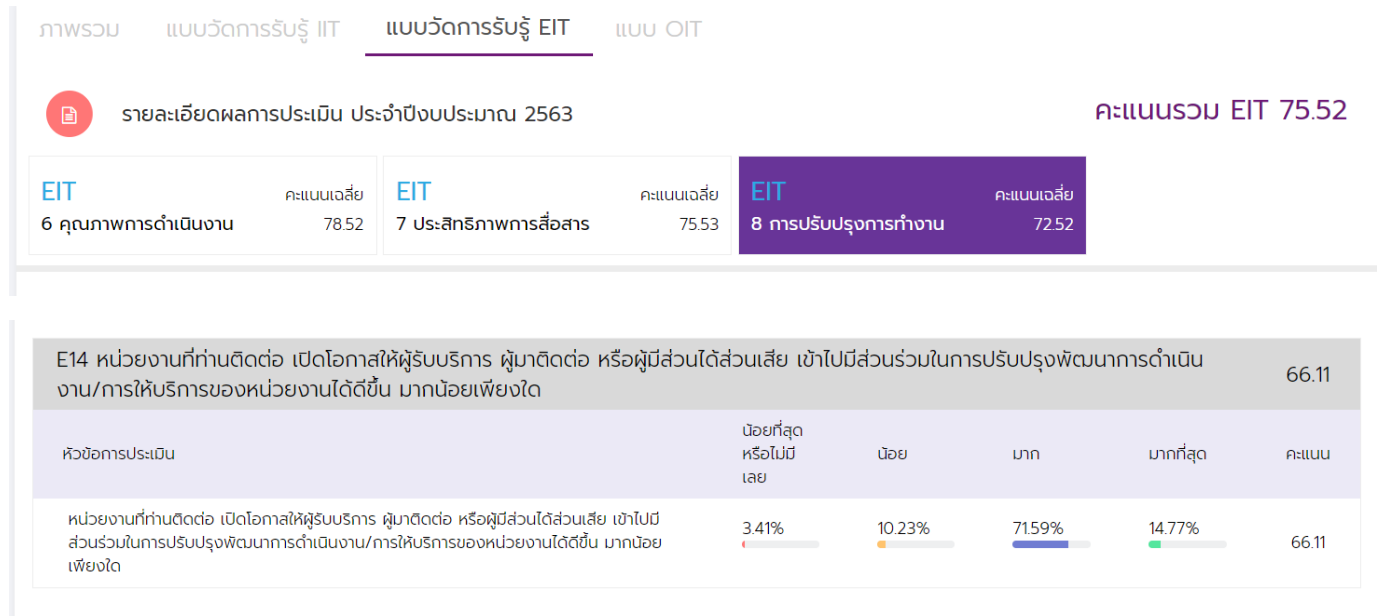 ภาพรวม แบบวัดการรับรู้ IIT แบบวัดการรับรู้ EIT แบบ OIT
รายละเอียดผลการประเมิน ประจำปีงบประมาณ 2563 คะแนนรวม EIT 75.52
EIT คะแนนเฉลี่ย
6 คุณภาพการดำเนินงาน 78.52
EIT คะแนนเฉลี่ย
7 ประสิทธิภาพการสื่อสาร 75.53
EIT คะแนนเฉลี่ย
8 การปรับปรุงการทำงาน 72.52
E14 หน่วยงานที่ท่านติดต่อ เปิดโอกาสให้ผู้รับบริการ ผู้มาติดต่อ หรือผู้มีส่วนได้ส่วนเสีย เข้าไปมีส่วนร่วมในการปรับปรุงพัฒนาการดำเนิน
งาน/การให้บริการของหน่วยงานได้ดีขึ้น มากน้อยเพียงใด 66.11
หัวข้อการประเมิน
น้อยที่สุด
หรือไม่มี
เลย
น้อย มาก มากที่สุด คะแนน
หน่วยงานที่ท่านติดต่อ เปิดโอกาสให้ผู้รับบริการ ผู้มาติดต่อ หรือผู้มีส่วนได้ส่วนเสีย เข้าไปมี
ส่วนร่วมในการปรับปรุงพัฒนาการดำเนินงาน/การให้บริการของหน่วยงานได้ดีขึ้น มากน้อย
เพียงใด
3.41% 10.23% 71.59% 14.77% 66.11